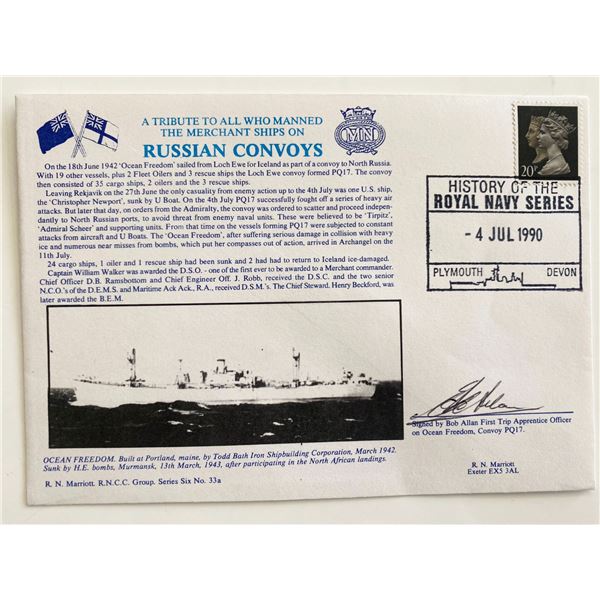 A TRIBUTE TO ALL WHO MANNED
THE MERCHANT SHIPS ON
RUSSIAN CONVOYS
MN
On the 18th June 1942 'Ocean Freedom' sailed from Loch Ewe for Iceland as part of a convoy to North Russia.
With 19 other vessels, plus 2 Fleet Oilers and 3 rescue ships the Loch Ewe convoy formed PQ17. The convoy
then consisted of 35 cargo ships, 2 oilers and the 3 rescue ships.
Leaving Rekjavik on the 27th June the only casualty from enemy action up to the 4th July was one U.S. ship,
the 'Christopher Newport', sunk by U Boat. On the 4th July PQ17 successfully fought off a series of heavy air
attacks. But later that day, on orders from the Admiralty, the convoy was ordered to scatter and proceed indepen-
dently to North Russian ports, to avoid threat from enemy naval units. These were believed to be 'Tirpitz',
'Admiral Scheer' and supporting units. From that time on the vessels forming PQ17 were subjected to constant
attacks from aircraft and U Boats. The 'Ocean Freedom', after suffering serious damage in collision with heavy
ice and numerous near misses from bombs, which put her compasses out of action, arrived in Archangel on the
11th July.
24 cargo ships, 1 oiler and 1 rescue ship had been sunk and 2 had had to return to Iceland ice-damaged.
Captain William Walker was awarded the D.S.O. - one of the first ever to be awarded to a Merchant commander.
Chief Officer D.B. Ramsbottom and Chief Engineer Off. J. Robb, received the D.S.C. and the two senior
N.C.O.'s of the D.E.M.S. and Maritime Ack Ack., R.A., received D.S.M.'s. The Chief Steward. Henry Beckford, was
later awarded the B.E.M.
20P
HISTORY OF THE
ROYAL NAVY SERIES
- 4 JUL 1990
PLYMOUTH DEVON
Signed by Bob Allan First Trip Apprentice Officer
on Ocean Freedom, Convoy PQ17.
OCEAN FREEDOM. Built at Portland, maine, by Todd Bath Iron Shipbuilding Corporation, March 1942.
Sunk by H.E. bombs, Murmansk, 13th March, 1943, after participating in the North African landings.
R. N. Marriott. R.N.C.C. Group. Series Six No. 33a
R. N. Marriott
Exeter EX5 3AL